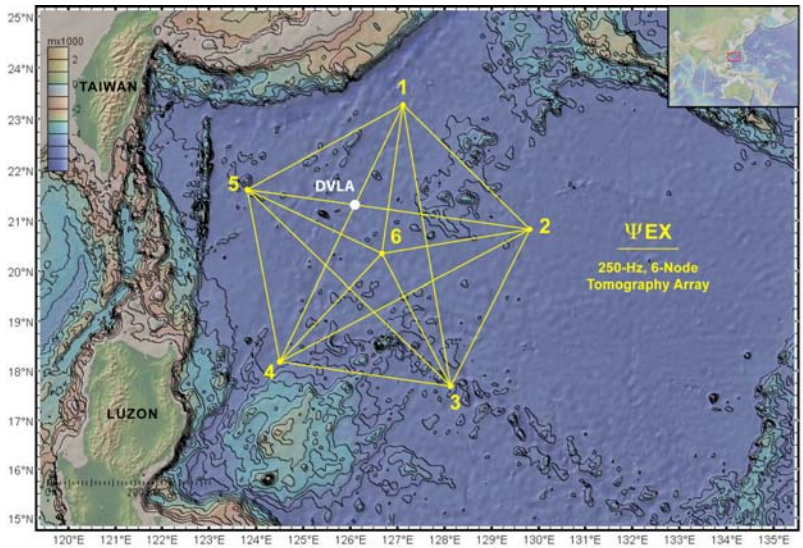 25°N
24°N
23°N
22°N
21°N
20°N
19°N
18°N
17°N
16°N
15°N
mx1000
2
0
-2
-4
TAIWAN
1
5
DVLA
2
6
ΨEX
250-Hz, 6-Node
Tomography Array
4
3
LUZON
0
120°E 121°E 122°E 123°E 124°E 125°E 126°E 127°E 128°E 129°E 130°E 131°E 132°E 133°E 134°E 135°E